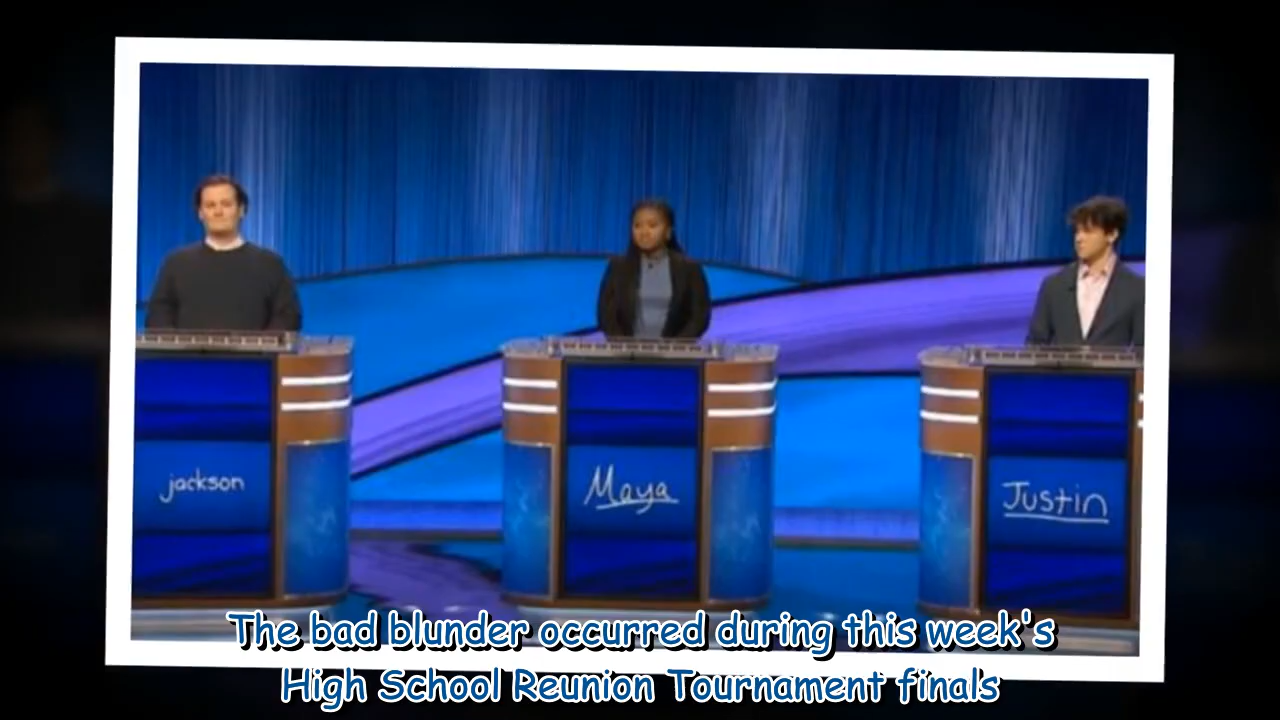 jackson
Maya
Justin
The bad blunder occurred during this week's
High School Reunion Tournament finals